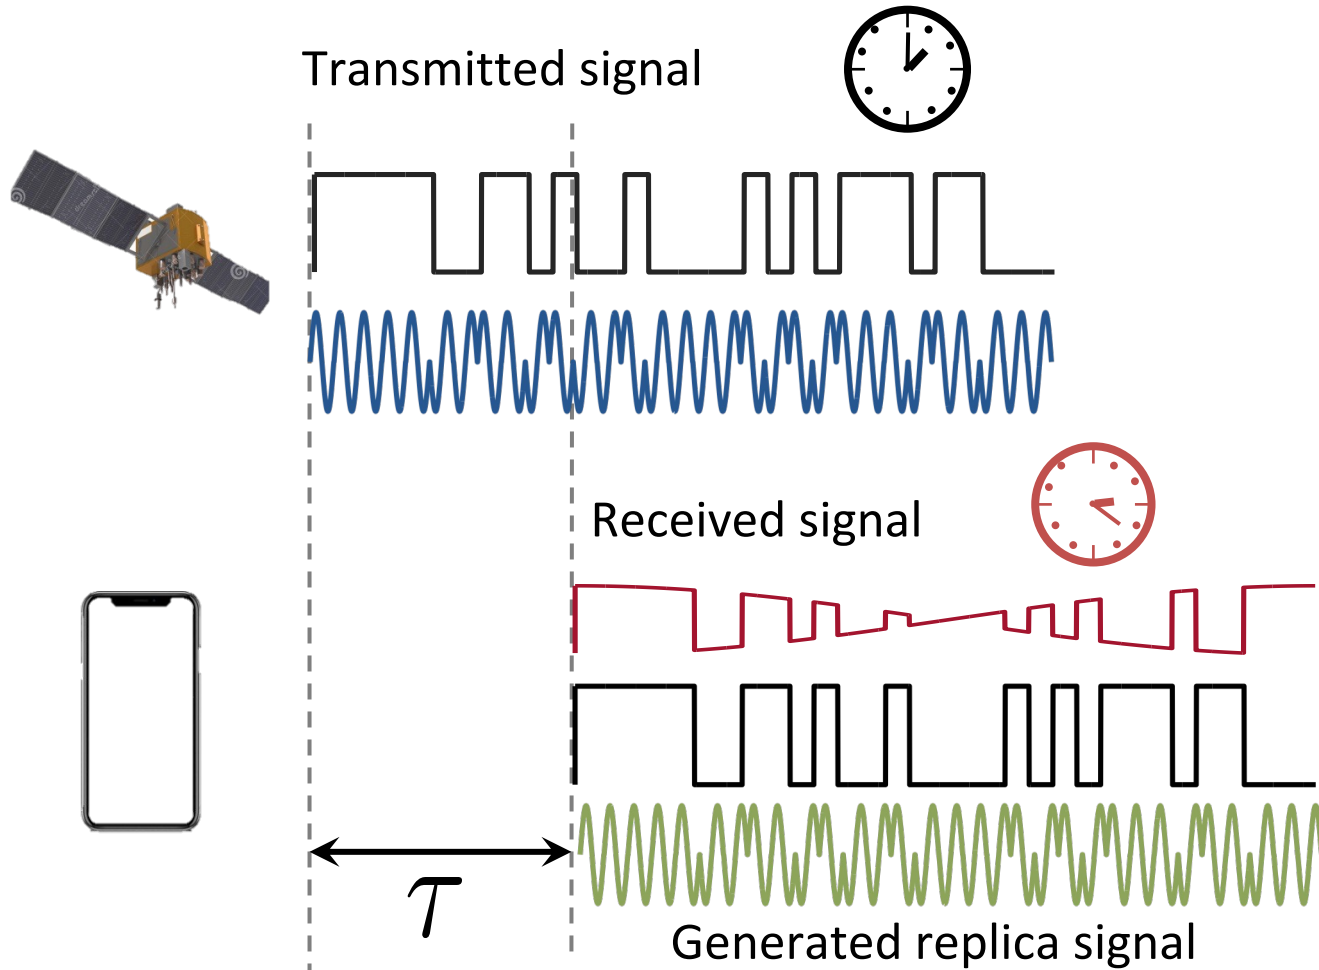 Transmitted signal
Received signal
τ
Generated replica signal